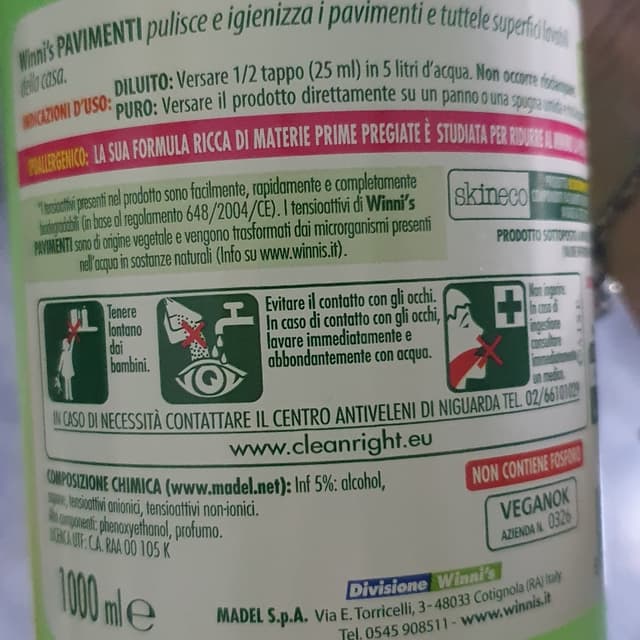 Winni's PAVIMENTI pulisce e igienizza i pavimenti e tutte le superfici lavabili
della casa.
INDICAZIONI D'USO:
DILUITO: Versare 1/2 tappo (25 ml) in 5 litri d'acqua. Non occorre
PURO: Versare il prodotto direttamente su un panno o una spugna
IPOALLERGENICO: LA SUA FORMULA RICCA DI MATERIE PRIME PREGIATE È STUDIATA PER RIDURRE AL MINIMO
*I tensioattivi presenti nel prodotto sono facilmente, rapidamente e completamente
biodegradabili (in base al regolamento 648/2004/CE). I tensioattivi di Winni's
PAVIMENTI sono di origine vegetale e vengono trasformati dai microrganismi presenti
nell'acqua in sostanze naturali (Info su www.winnis.it).
skineco
PRODOTTO
Tenere
lontano
dai
bambini.
Evitare il contatto con gli occhi.
In caso di contatto con gli occhi,
lavare immediatamente e
abbondantemente con acqua.
Non ingerire.
In caso di
ingestione
consultare
immediatamente
un medico.
IN CASO DI NECESSITÀ CONTATTARE IL CENTRO ANTIVELENI DI NIGUARDA TEL. 02/66101029
www.cleanright.eu
COMPOSIZIONE CHIMICA (www.madel.net): Inf 5%: alcohol,
sapone, tensioattivi anionici, tensioattivi non-ionici.
Altri componenti: phenoxyethanol, profumo.
LICENCA UTF: C.A. RAA 00 105 K
NON CONTIENE FOSFORO
VEGANOK
AZIENDA N. 0326
1000 ml e
Divisione Winni's
MADEL S.p.A. Via E. Torricelli, 3 - 48033 Cotignola (RA) Italy
Tel. 0545 908511 - www.winnis.it